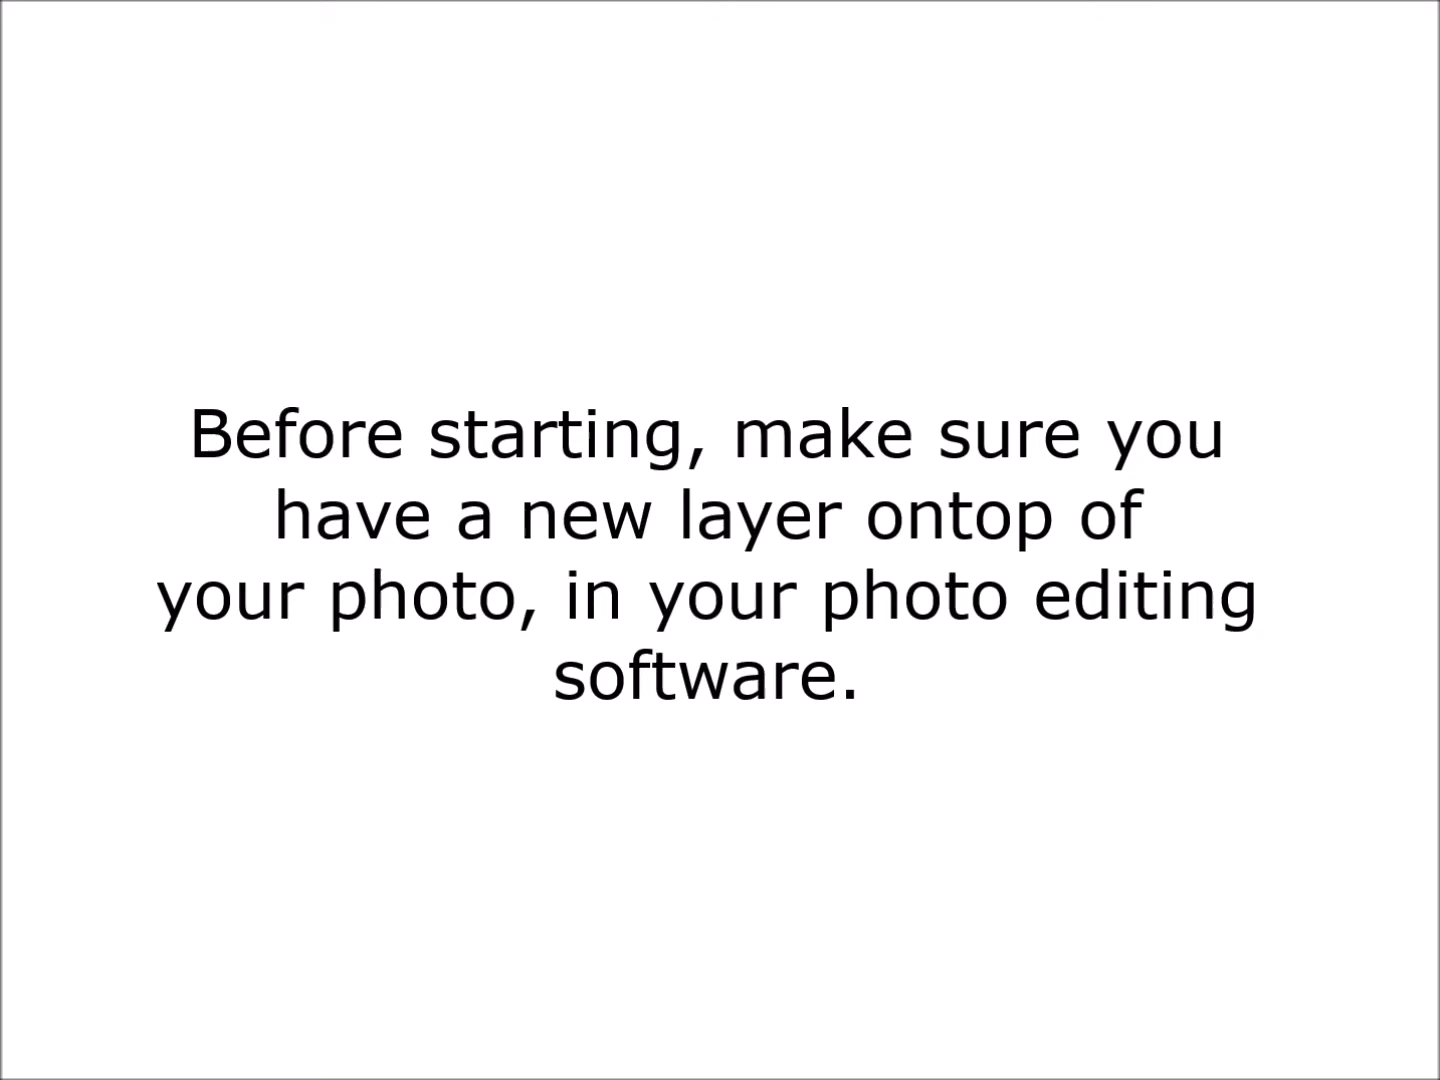 Before starting, make sure you
have a new layer ontop of
your photo, in your photo editing
software.